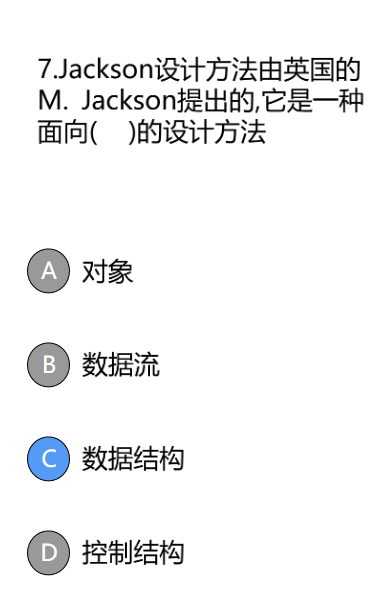 7.Jackson设计方法由英国的
M. Jackson提出的,它是一种
面向( )的设计方法
A 对象
B 数据流
C 数据结构
D 控制结构